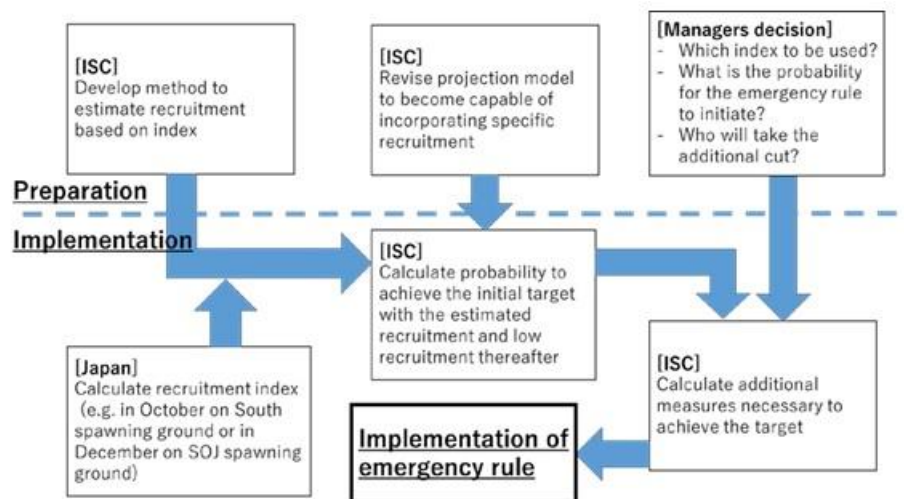 [ISC]
Develop method to
estimate recruitment
based on index
[ISC]
Revise projection model
to become capable of
incorporating specific
recruitment
[Managers decision]
- Which index to be used?
- What is the probability
for the emergency rule
to initiate?
- Who will take the
additional cut?
Preparation
Implementation
[ISC]
Calculate probability to
achieve the initial target
with the estimated
recruitment and low
recruitment thereafter
[Japan]
Calculate recruitment index
(e.g. in October on South
spawning ground or in
December on SOJ spawning
ground)
[ISC]
Calculate additional
measures necessary to
achieve the target
Implementation of
emergency rule